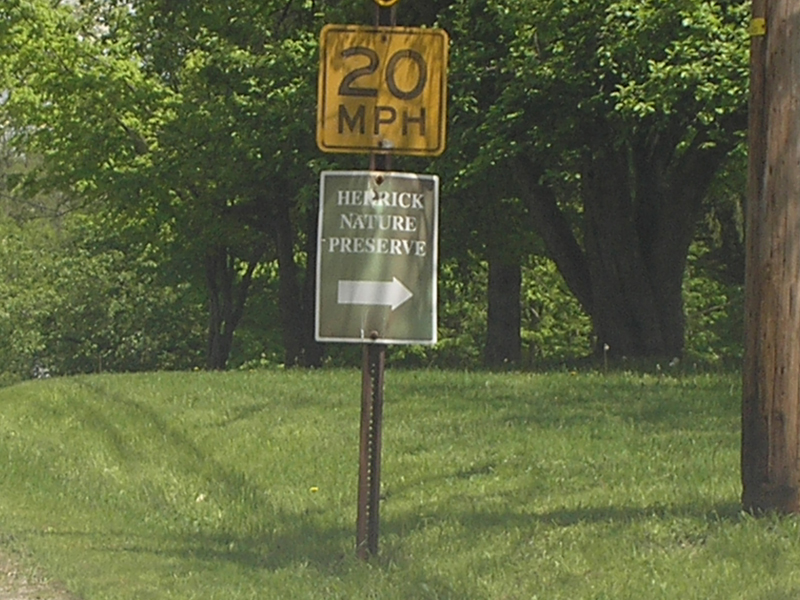 20
MPH
HERRICK
NATURE
PRESERVE